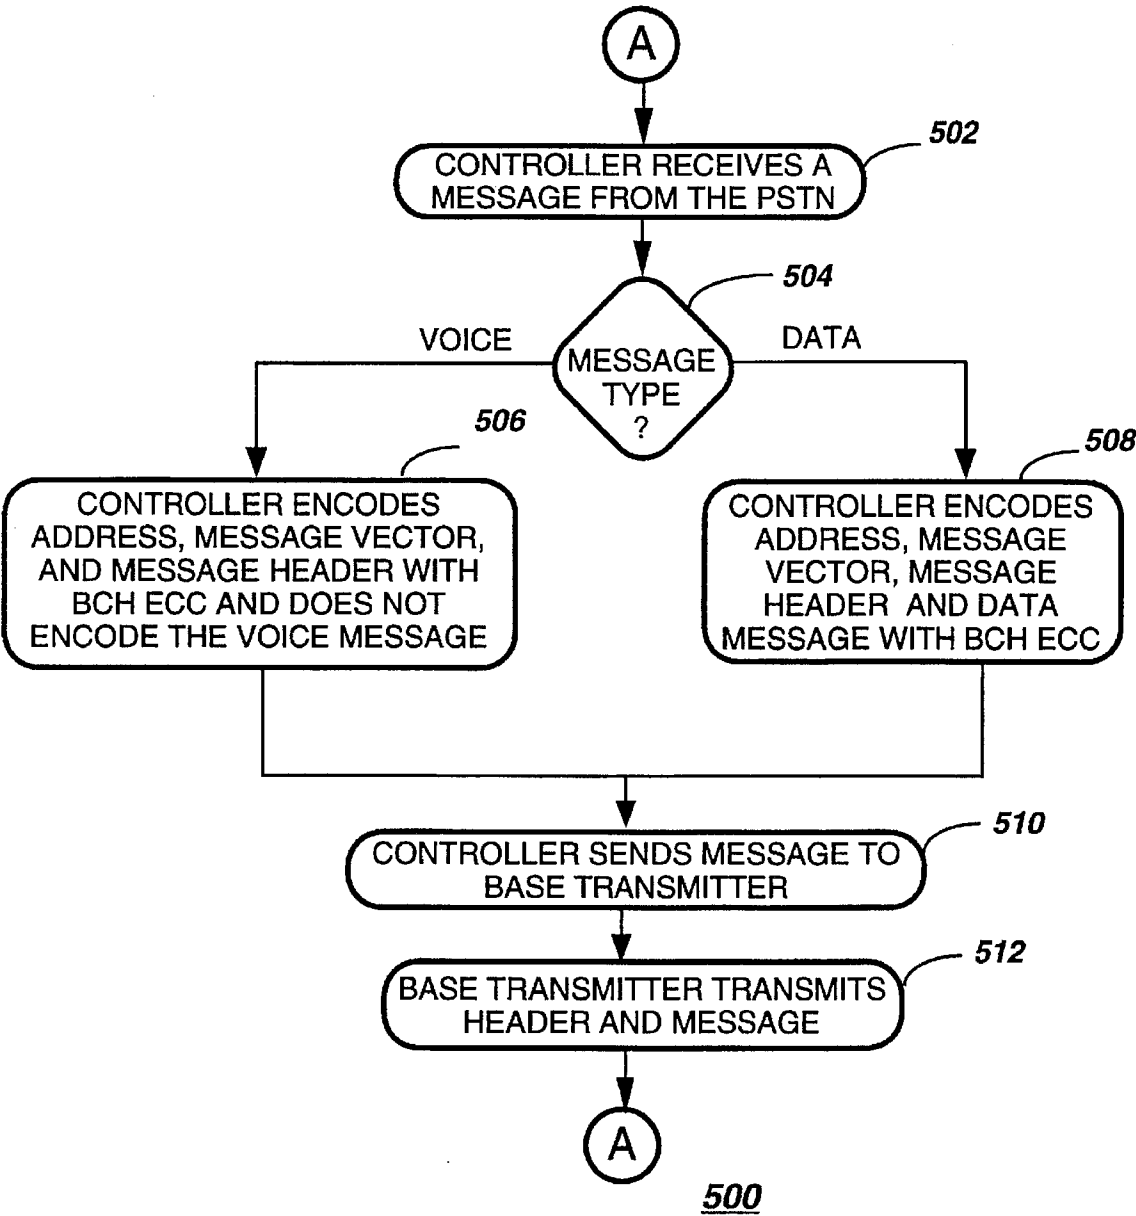 A
502
CONTROLLER RECEIVES A
MESSAGE FROM THE PSTN
504
VOICE
DATA
MESSAGE
TYPE
?
506
CONTROLLER ENCODES
ADDRESS, MESSAGE VECTOR,
AND MESSAGE HEADER WITH
BCH ECC AND DOES NOT
ENCODE THE VOICE MESSAGE
508
CONTROLLER ENCODES
ADDRESS, MESSAGE
VECTOR, MESSAGE
HEADER AND DATA
MESSAGE WITH BCH ECC
510
CONTROLLER SENDS MESSAGE TO
BASE TRANSMITTER
512
BASE TRANSMITTER TRANSMITS
HEADER AND MESSAGE
A
500